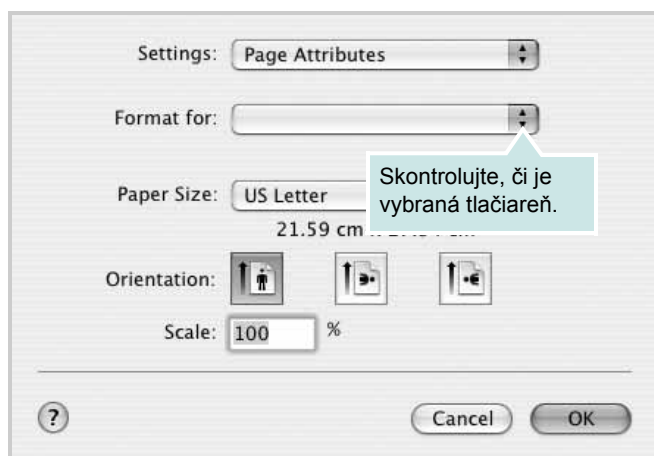 Settings: Page Attributes
Format for:
Skontrolujte, či je
vybraná tlačiareň.
Paper Size: US Letter
21.59 cm
Orientation:
Scale: 100 %
? Cancel OK